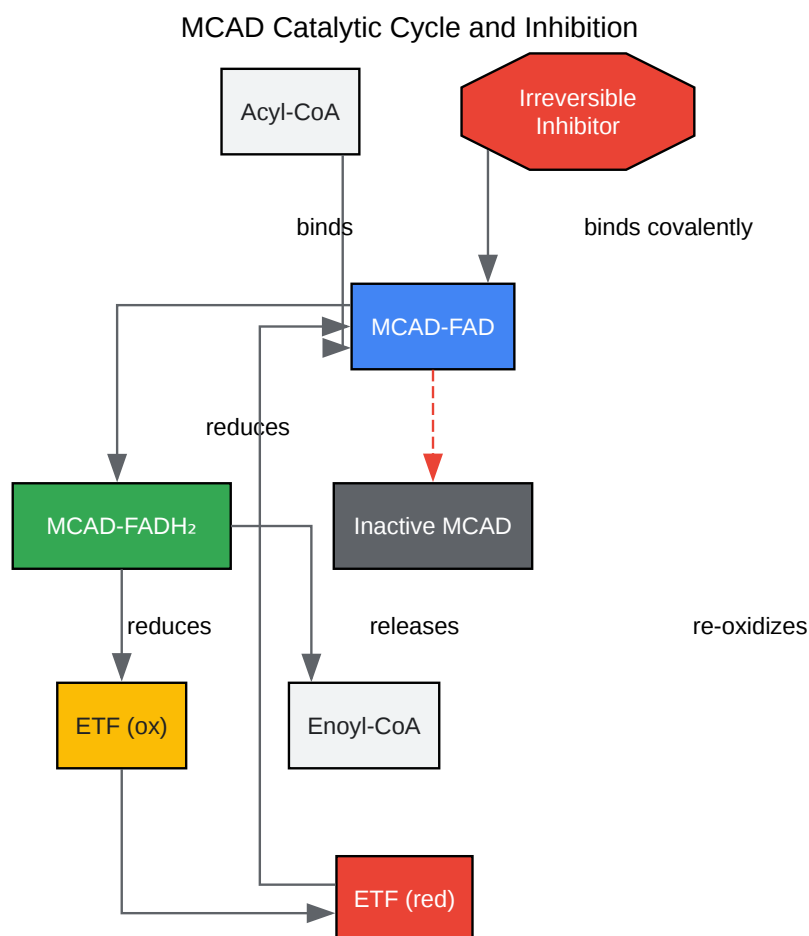 MCAD Catalytic Cycle and Inhibition
Acyl-CoA
Irreversible
Inhibitor
binds
binds covalently
MCAD-FAD
reduces
MCAD-FADH₂
Inactive MCAD
reduces
releases
re-oxidizes
ETF (ox)
Enoyl-CoA
ETF (red)